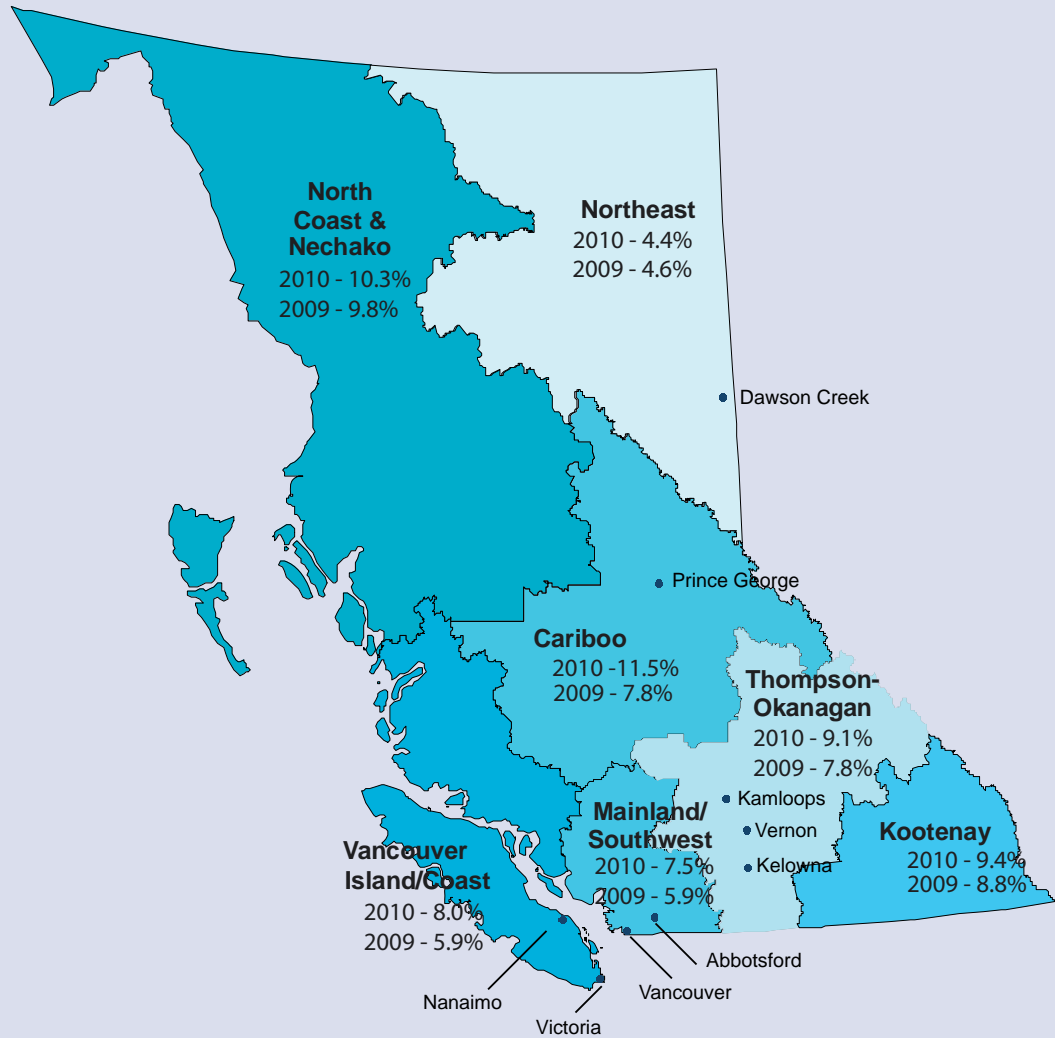 North
Coast &
Nechako
2010 - 10.3%
2009 - 9.8%
Northeast
2010 - 4.4%
2009 - 4.6%
Dawson Creek
Prince George
Cariboo
2010 -11.5%
2009 - 7.8%
Thompson-
Okanagan
2010 - 9.1%
2009 - 7.8%
Kamloops
Vernon
Kelowna
Mainland/
Southwest
2010 - 7.5%
2009 - 5.9%
Kootenay
2010 - 9.4%
2009 - 8.8%
Vancouver
Island/Coast
2010 - 8.0%
2009 - 5.9%
Abbotsford
Vancouver
Nanaimo
Victoria